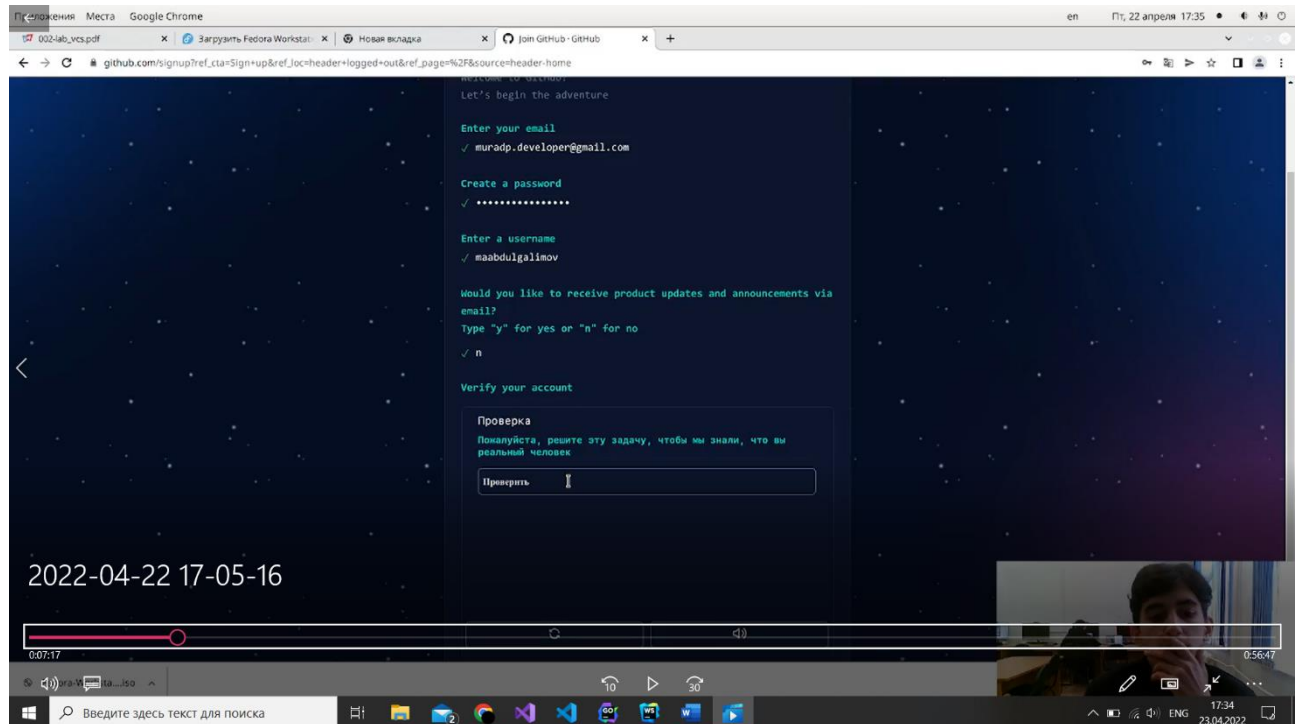 Приложения Места Google Chrome
en Пт, 22 апреля 17:35
002-lab_vcs.pdf
Загрузить Fedora Workstat
Новая вкладка
Join GitHub · GitHub
github.com/signup?ref_cta=Sign+up&ref_loc=header+logged+out&ref_page=%2F&source=header-home
Welcome to GitHub!
Let's begin the adventure
Enter your email
✓ muradp.developer@gmail.com
Create a password
✓ ••••••••••••••••
Enter a username
✓ maabdulgalimov
Would you like to receive product updates and announcements via
email?
Type "y" for yes or "n" for no
✓ n
Verify your account
Проверка
Пожалуйста, решите эту задачу, чтобы мы знали, что вы
реальный человек
Проверить
2022-04-22 17-05-16
0:07:17
0:56:47
10
30
Введите здесь текст для поиска
ENG
17:34
23.04.2022